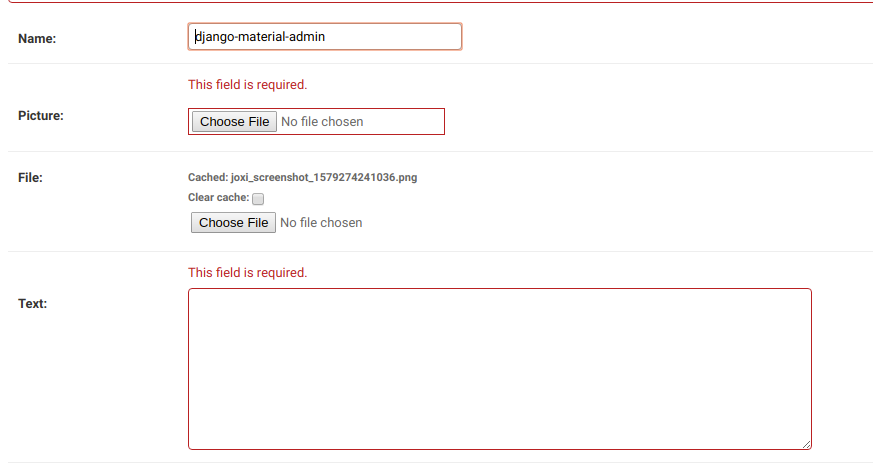 Name: django-material-admin
This field is required.
Picture: Choose File No file chosen
File: Cached: joxi_screenshot_1579274241036.png
Clear cache:
Choose File No file chosen
This field is required.
Text: